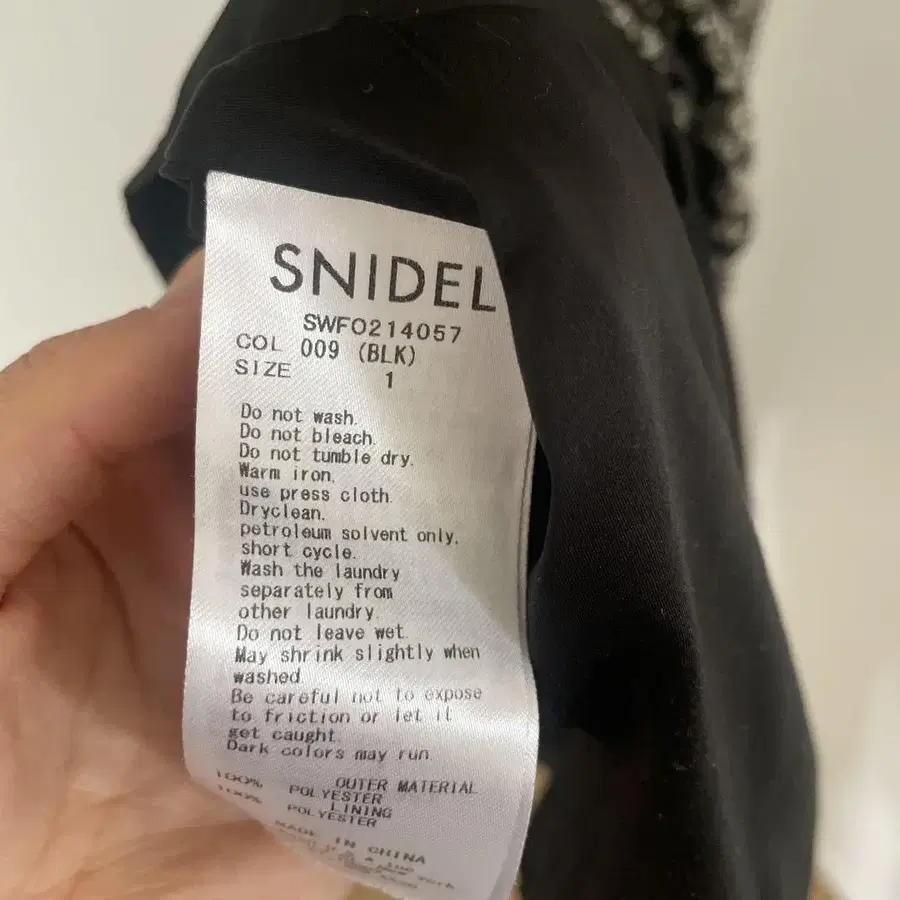 SNIDEL
SWFO214057
COL 009 (BLK)
SIZE 1
Do not wash.
Do not bleach.
Do not tumble dry.
Warm iron.
use press cloth.
Dryclean.
petroleum solvent only.
short cycle.
Wash the laundry
separately from
other laundry.
Do not leave wet.
May shrink slightly when
washed
Be careful not to expose
to friction or let it
get caught.
Dark colors may run
OUTER MATERIAL
100% POLYESTER
LINING
100% POLYESTER
MADE IN CHINA